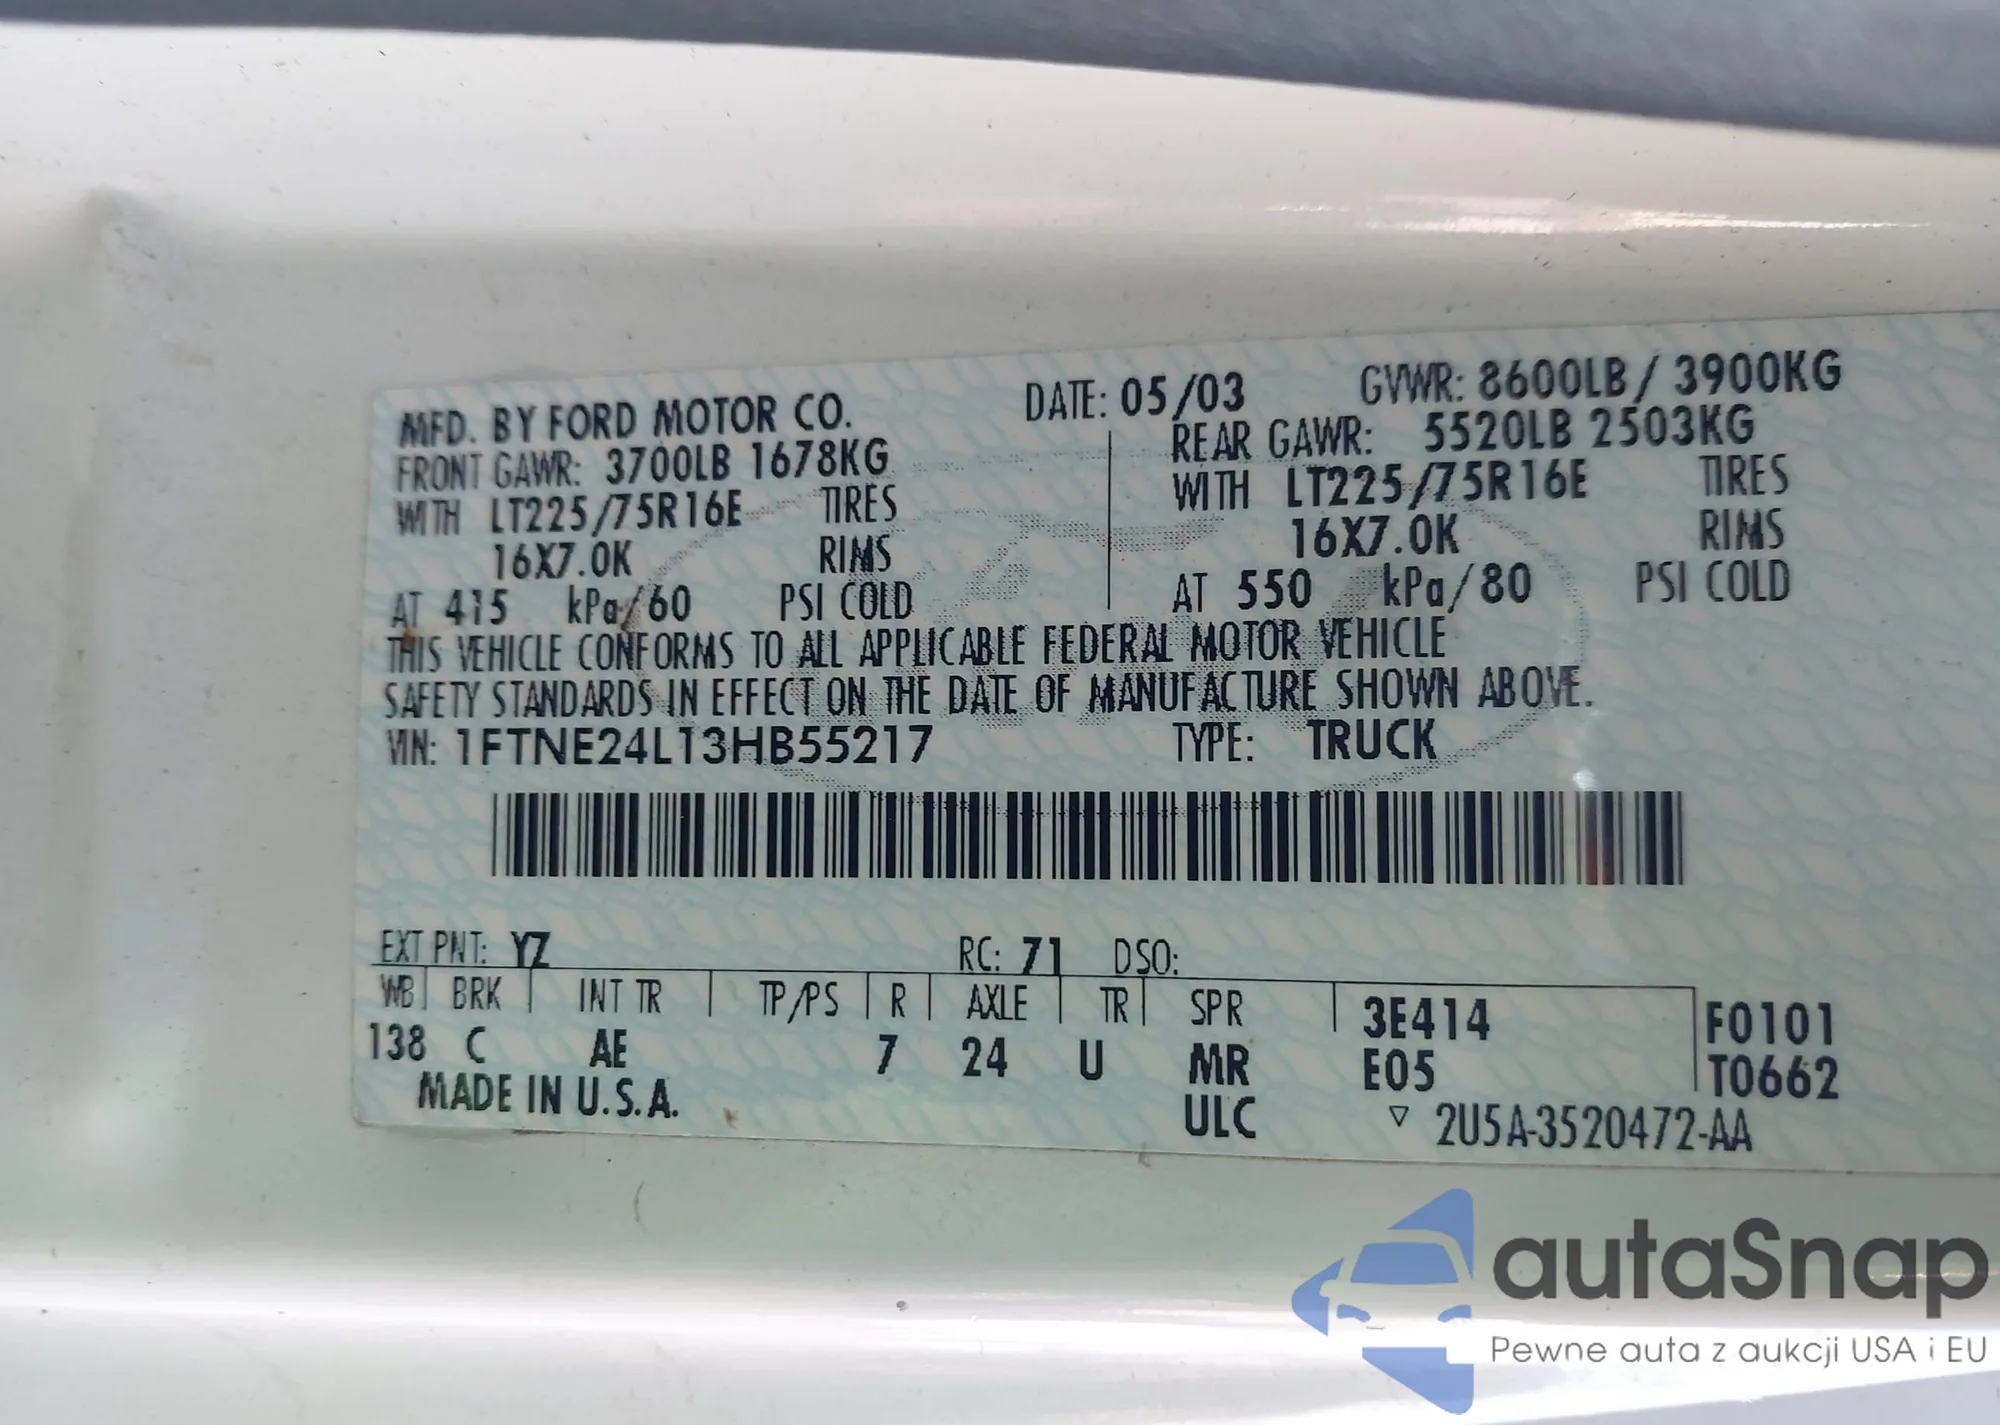 MFD. BY FORD MOTOR CO. DATE: 05/03 GVWR: 8600LB/ 3900KG
FRONT GAWR: 3700LB 1678KG REAR GAWR: 5520LB 2503KG
WITH LT225/75R16E TIRES WITH LT225/75R16E TIRES
16X7.0K RIMS 16X7.0K RIMS
AT 415 kPa/60 PSI COLD AT 550 kPa/80 PSI COLD
THIS VEHICLE CONFORMS TO ALL APPLICABLE FEDERAL MOTOR VEHICLE
SAFETY STANDARDS IN EFFECT ON THE DATE OF MANUFACTURE SHOWN ABOVE.
VIN: 1FTNE24L13HB55217 TYPE: TRUCK
EXT PNT: YZ RC: 71 DSO:
WB BRK INT TR TP/PS R AXLE TR SPR 3E414 F0101
138 C AE 7 24 U MR E05 T0662
MADE IN U.S.A. ULC ▽ 2U5A-3520472-AA
autaSnap
Pewne auta z aukcji USA i EU